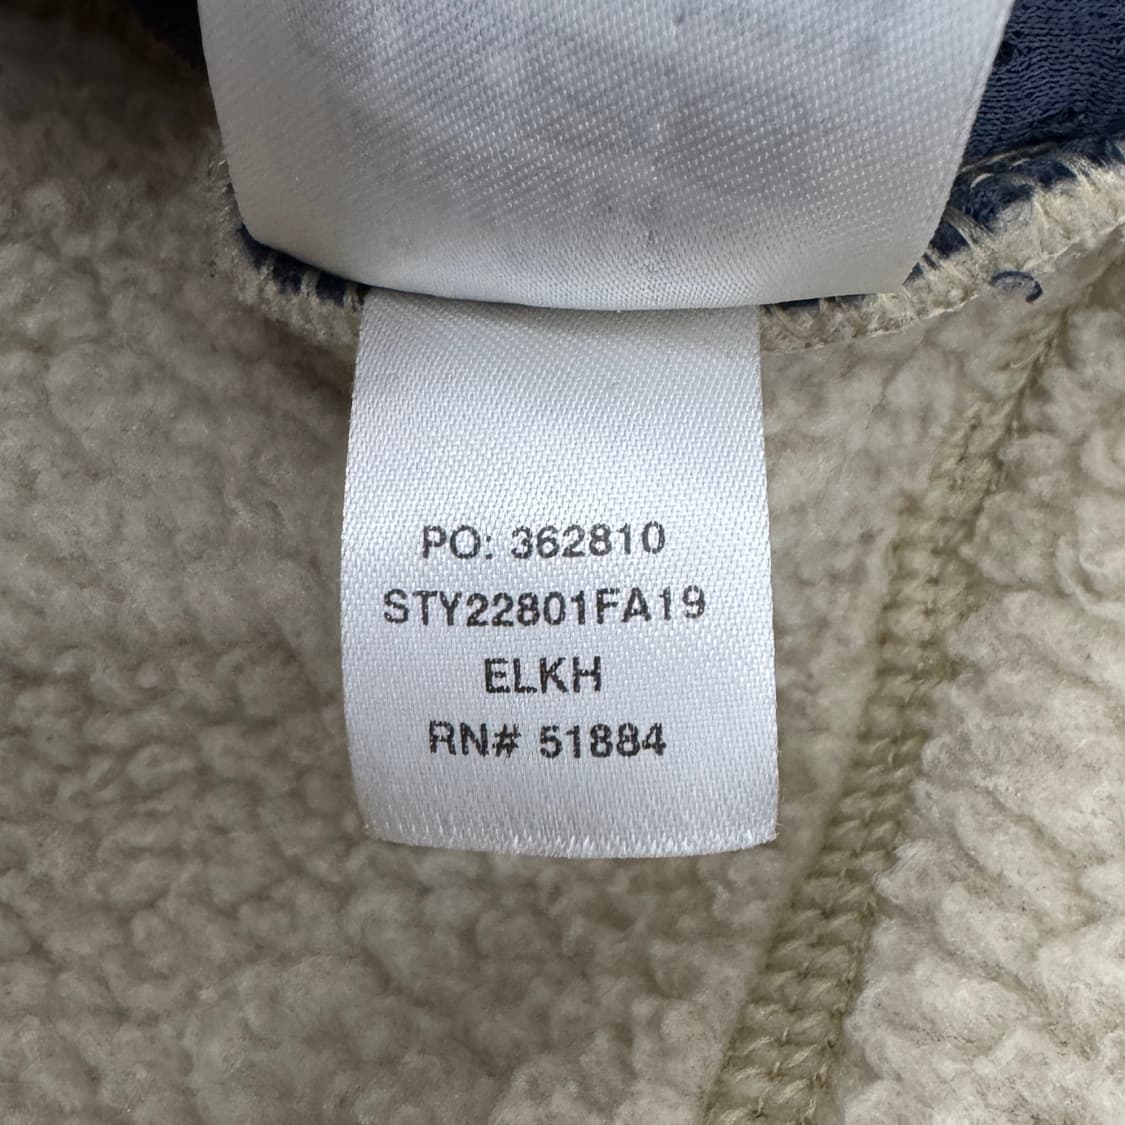 PO: 362810
STY22801FA19
ELKH
RN# 51884